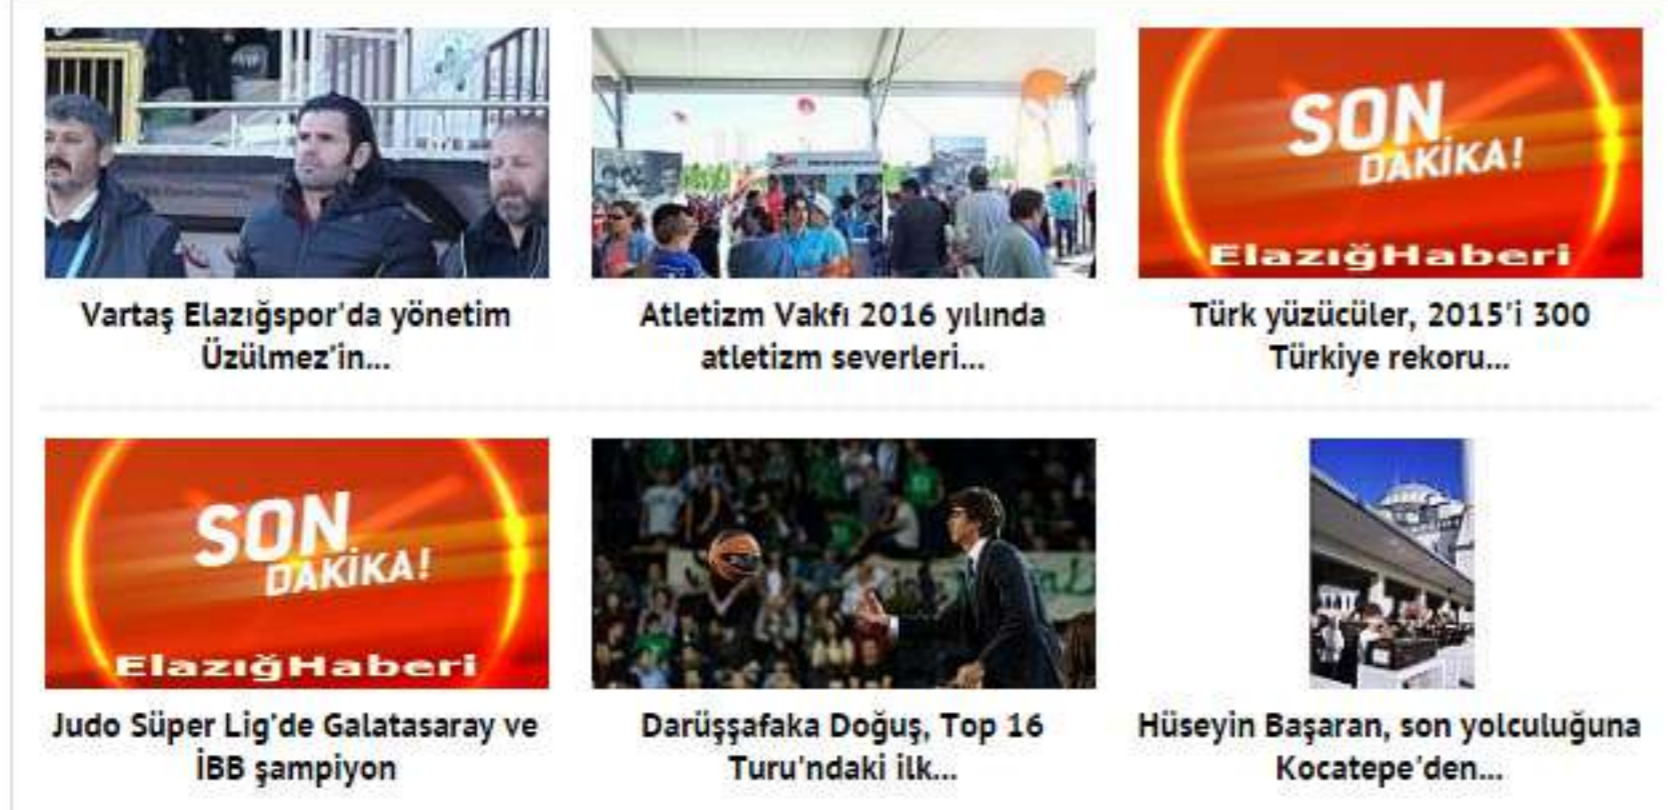 SON
DAKİKA!
ElazığHaberi
Vartaş Elazığspor'da yönetim
Üzülmez'in...
Atletizm Vakfı 2016 yılında
atletizm severleri...
Türk yüzücüler, 2015'i 300
Türkiye rekoru...
SON
DAKİKA!
ElazığHaberi
Judo Süper Lig'de Galatasaray ve
İBB şampiyon
Darüşşafaka Doğuş, Top 16
Turu'ndaki ilk...
Hüseyin Başaran, son yolculuğuna
Kocatepe'den...